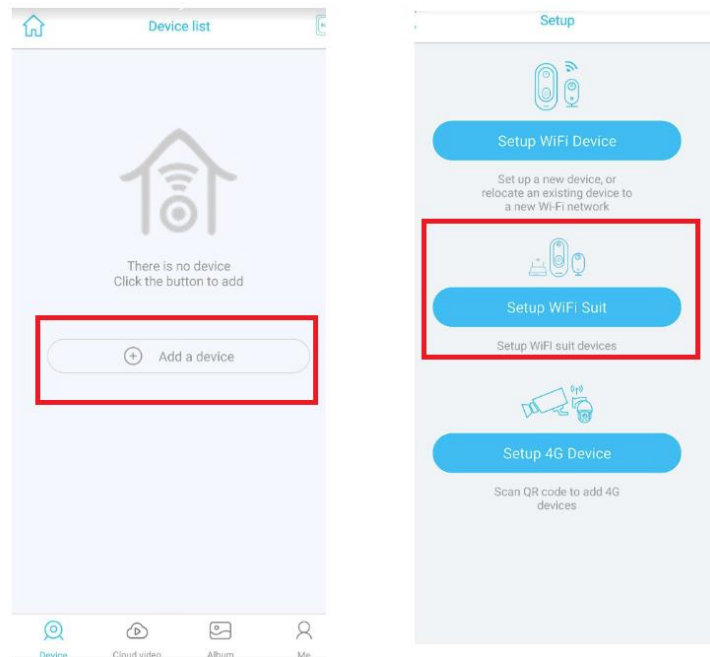 Device list
There is no device
Click the button to add
Add a device
Device
Cloud video
Album
Me
Setup
Setup WiFi Device
Set up a new device, or
relocate an existing device to
a new Wi-Fi network
Setup WiFi Suit
Setup WiFI suit devices
Setup 4G Device
Scan QR code to add 4G
devices